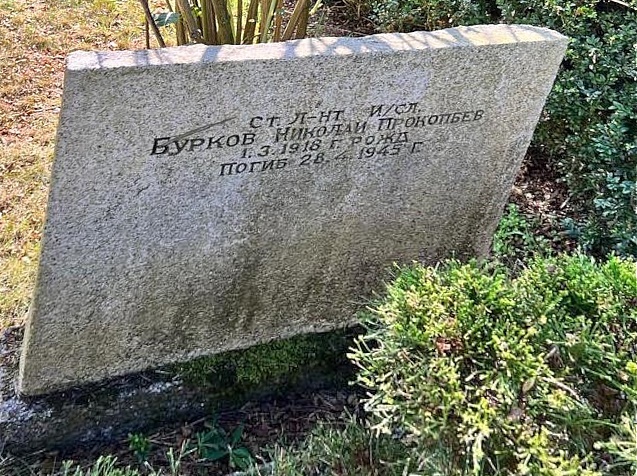 СТ. Л-НТ И/СЛ.
БУРКОВ НИКОЛАЙ ПРОКОПЬЕВ
1.3.1918 Г. РОЖД
ПОГИБ 28.4.1945 Г.